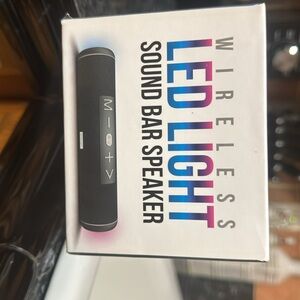 WIRELESS
LED LIGHT
SOUND BAR SPEAKER
M − + >